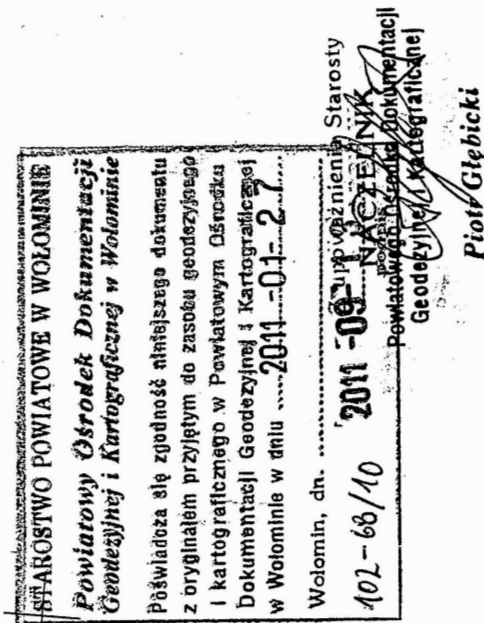 STAROSTWO POWIATOWE W WOŁOMINIE
Powiatowy Ośrodek Dokumentacji
Geodezyjnej i Kartograficznej w Wołominie
Poświadcza się zgodność niniejszego dokumentu
z oryginałem przyjętym do zasobu geodezyjnego
i kartograficznego w Powiatowym Ośrodku
Dokumentacji Geodezyjnej i Kartograficznej
w Wołominie w dniu 2011 -01- 27
Wołomin, dn. upoważnienia Starosty
102-68/10 2011 -09- NACZELNIK
Powiatowego Ośrodka Dokumentacji
Geodezyjnej i Kartograficznej
Piotr Głębicki